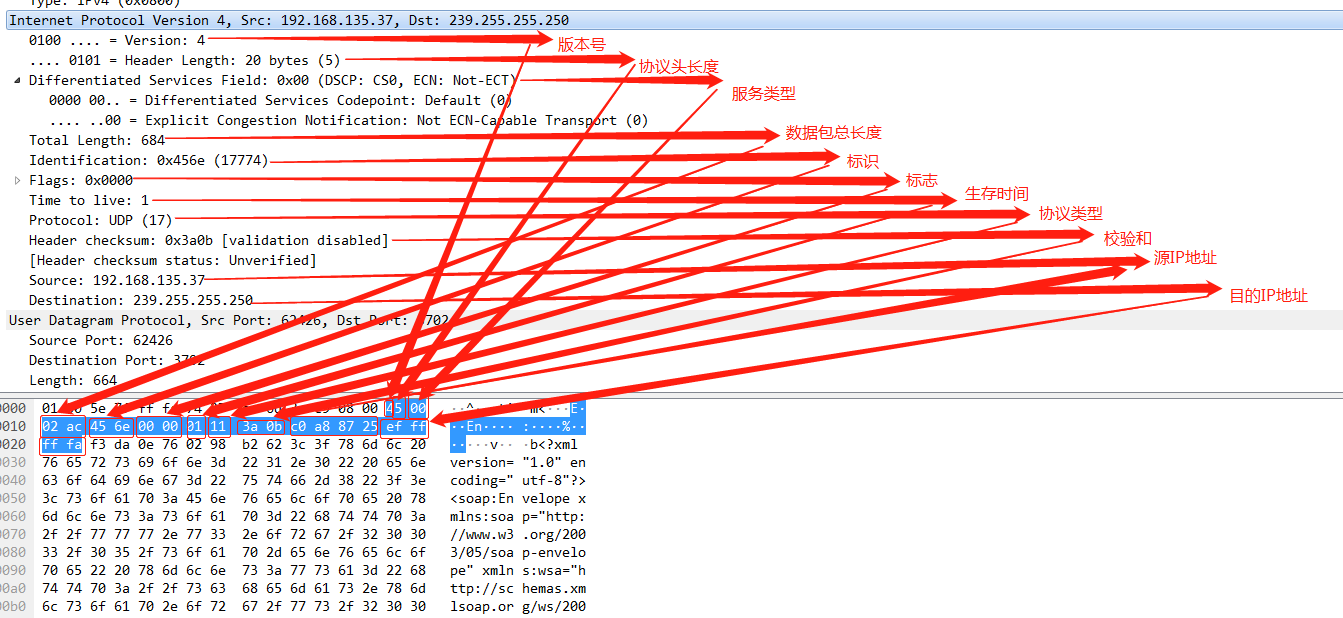 Type: IPv4 (0x0800)
Internet Protocol Version 4, Src: 192.168.135.37, Dst: 239.255.255.250
0100 .... = Version: 4 版本号
.... 0101 = Header Length: 20 bytes (5) 协议头长度
Differentiated Services Field: 0x00 (DSCP: CS0, ECN: Not-ECT) 服务类型
0000 00.. = Differentiated Services Codepoint: Default (0)
.... ..00 = Explicit Congestion Notification: Not ECN-Capable Transport (0)
Total Length: 684 数据包总长度
Identification: 0x456e (17774) 标识
Flags: 0x0000 标志
Time to live: 1 生存时间
Protocol: UDP (17) 协议类型
Header checksum: 0x3a0b [validation disabled] 校验和
[Header checksum status: Unverified] 源IP地址
Source: 192.168.135.37
Destination: 239.255.255.250 目的IP地址
User Datagram Protocol, Src Port: 62426, Dst Port: 3702
Source Port: 62426
Destination Port: 3702
Length: 664
0000 01 5e ff 08 00 45 00
0010 02 ac 45 6e 00 00 01 11 3a 0b c0 a8 87 25 ef ff ··En····:····%··
0020 ff fa f3 da 0e 76 02 98 b2 62 3c 3f 78 6d 6c 20 ·····v···b<?xml
0030 76 65 72 73 69 6f 6e 3d 22 31 2e 30 22 20 65 6e version= "1.0" en
0040 63 6f 64 69 6e 67 3d 22 75 74 66 2d 38 22 3f 3e coding=" utf-8"?>
0050 3c 73 6f 61 70 3a 45 6e 76 65 6c 6f 70 65 20 78 <soap:En velope x
0060 6d 6c 6e 73 3a 73 6f 61 70 3d 22 68 74 74 70 3a mlns:soa p="http:
0070 2f 2f 77 77 77 2e 77 33 2e 6f 72 67 2f 32 30 30 //www.w3 .org/200
0080 33 2f 30 35 2f 73 6f 61 70 2d 65 6e 76 65 6c 6f 3/05/soa p-envelo
0090 70 65 22 20 78 6d 6c 6e 73 3a 77 73 61 3d 22 68 pe" xmln s:wsa="h
00a0 74 74 70 3a 2f 2f 73 63 68 65 6d 61 73 2e 78 6d ttp://sc hemas.xm
00b0 6c 73 6f 61 70 2e 6f 72 67 2f 77 73 2f 32 30 30 lsoap.or g/ws/200